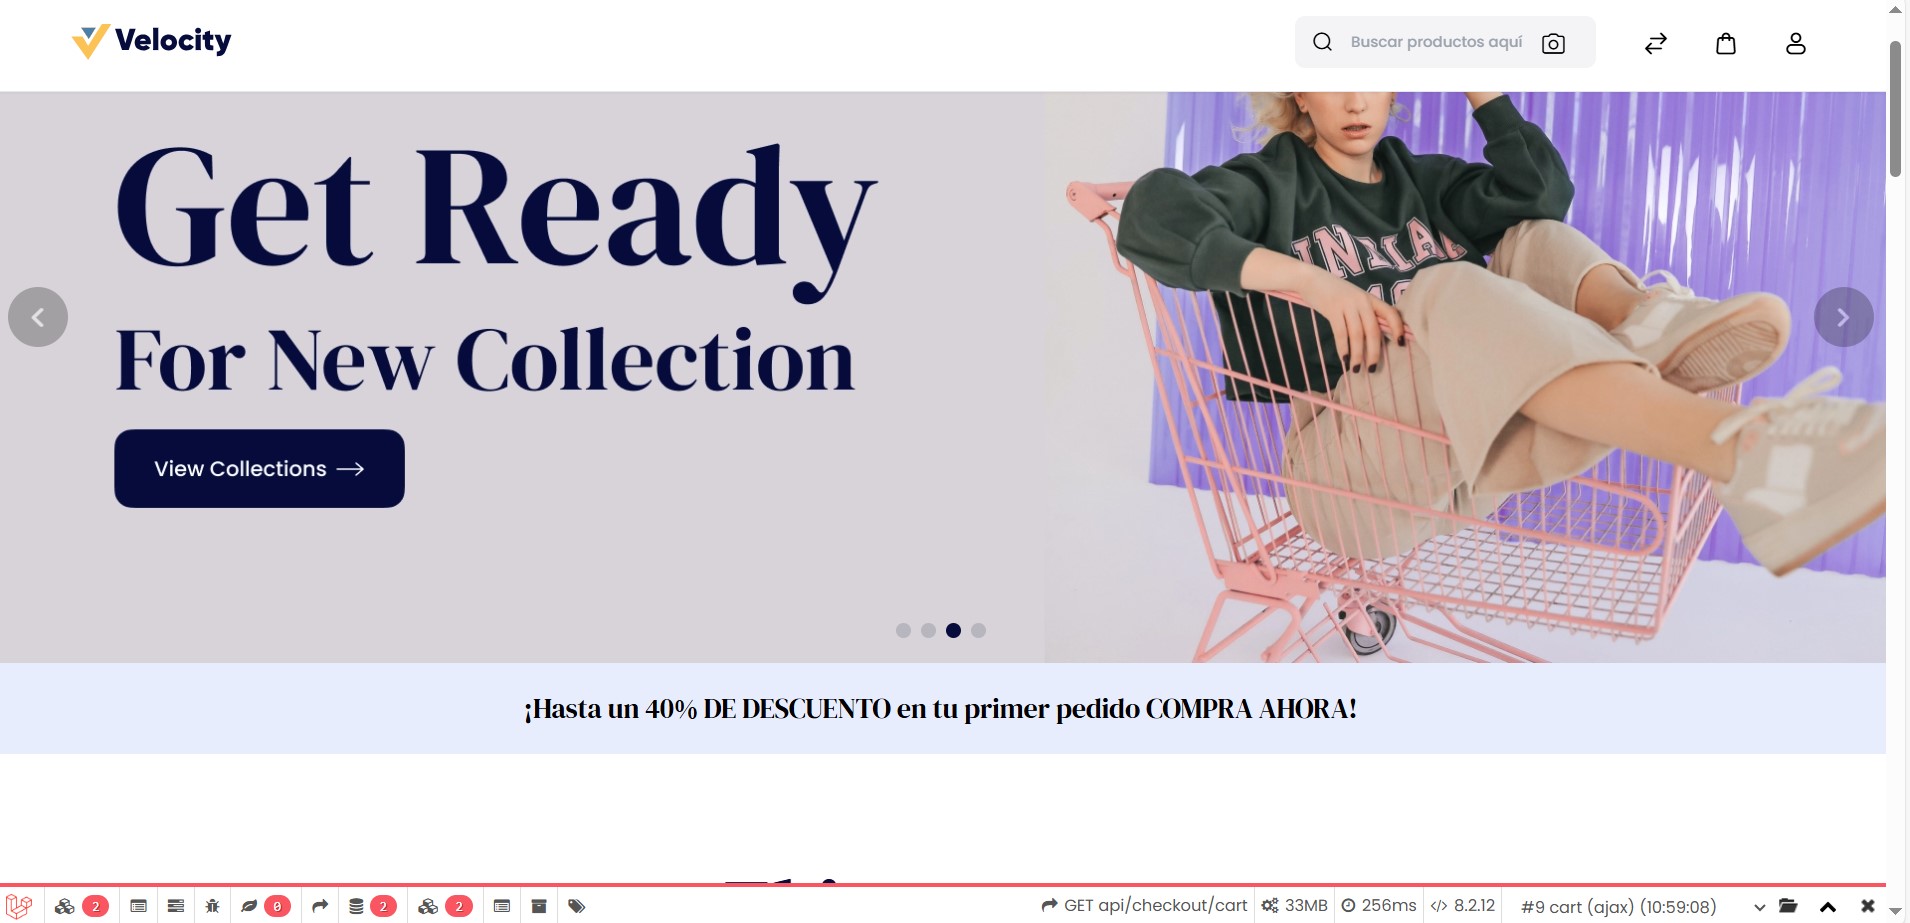 Velocity
Buscar productos aquí
Get Ready
For New Collection
View Collections
¡Hasta un 40% DE DESCUENTO en tu primer pedido COMPRA AHORA!
2 0 2 2 GET api/checkout/cart 33MB 256ms 8.2.12 #9 cart (ajax) (10:59:08)